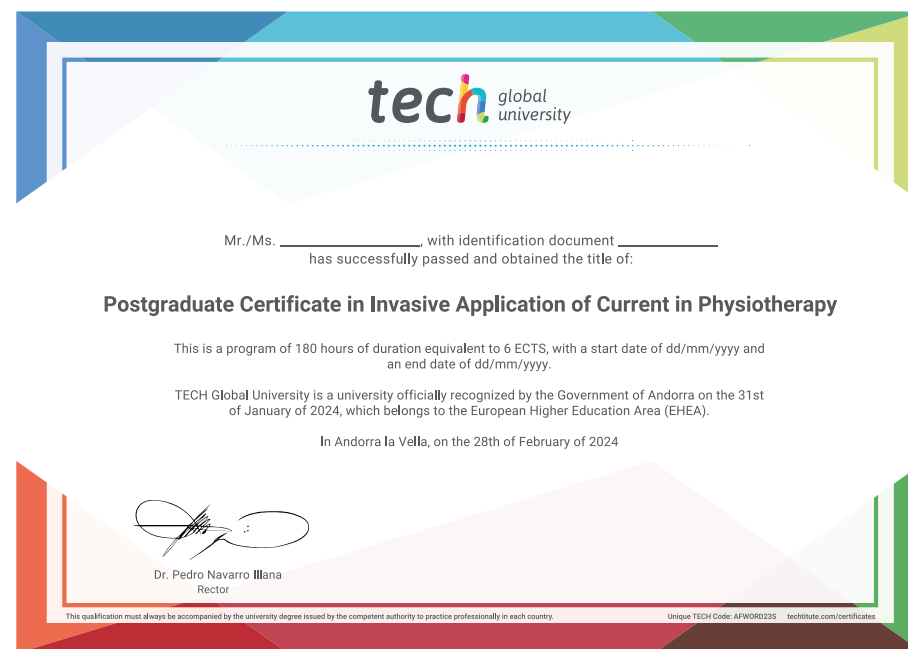 tech global
university
Mr./Ms. ____________________, with identification document ______________
has successfully passed and obtained the title of:
Postgraduate Certificate in Invasive Application of Current in Physiotherapy
This is a program of 180 hours of duration equivalent to 6 ECTS, with a start date of dd/mm/yyyy and
an end date of dd/mm/yyyy.
TECH Global University is a university officially recognized by the Government of Andorra on the 31st
of January of 2024, which belongs to the European Higher Education Area (EHEA).
In Andorra la Vella, on the 28th of February of 2024
Dr. Pedro Navarro Illana
Rector
This qualification must always be accompanied by the university degree issued by the competent authority to practice professionally in each country.
Unique TECH Code: AFWORD23S techtitute.com/certificates